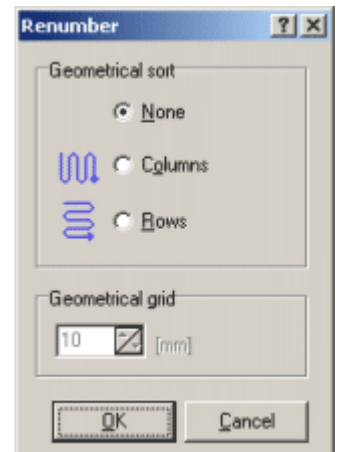 Renumber
Geometrical sort
None
Columns
Rows
Geometrical grid
10 [mm]
OK Cancel